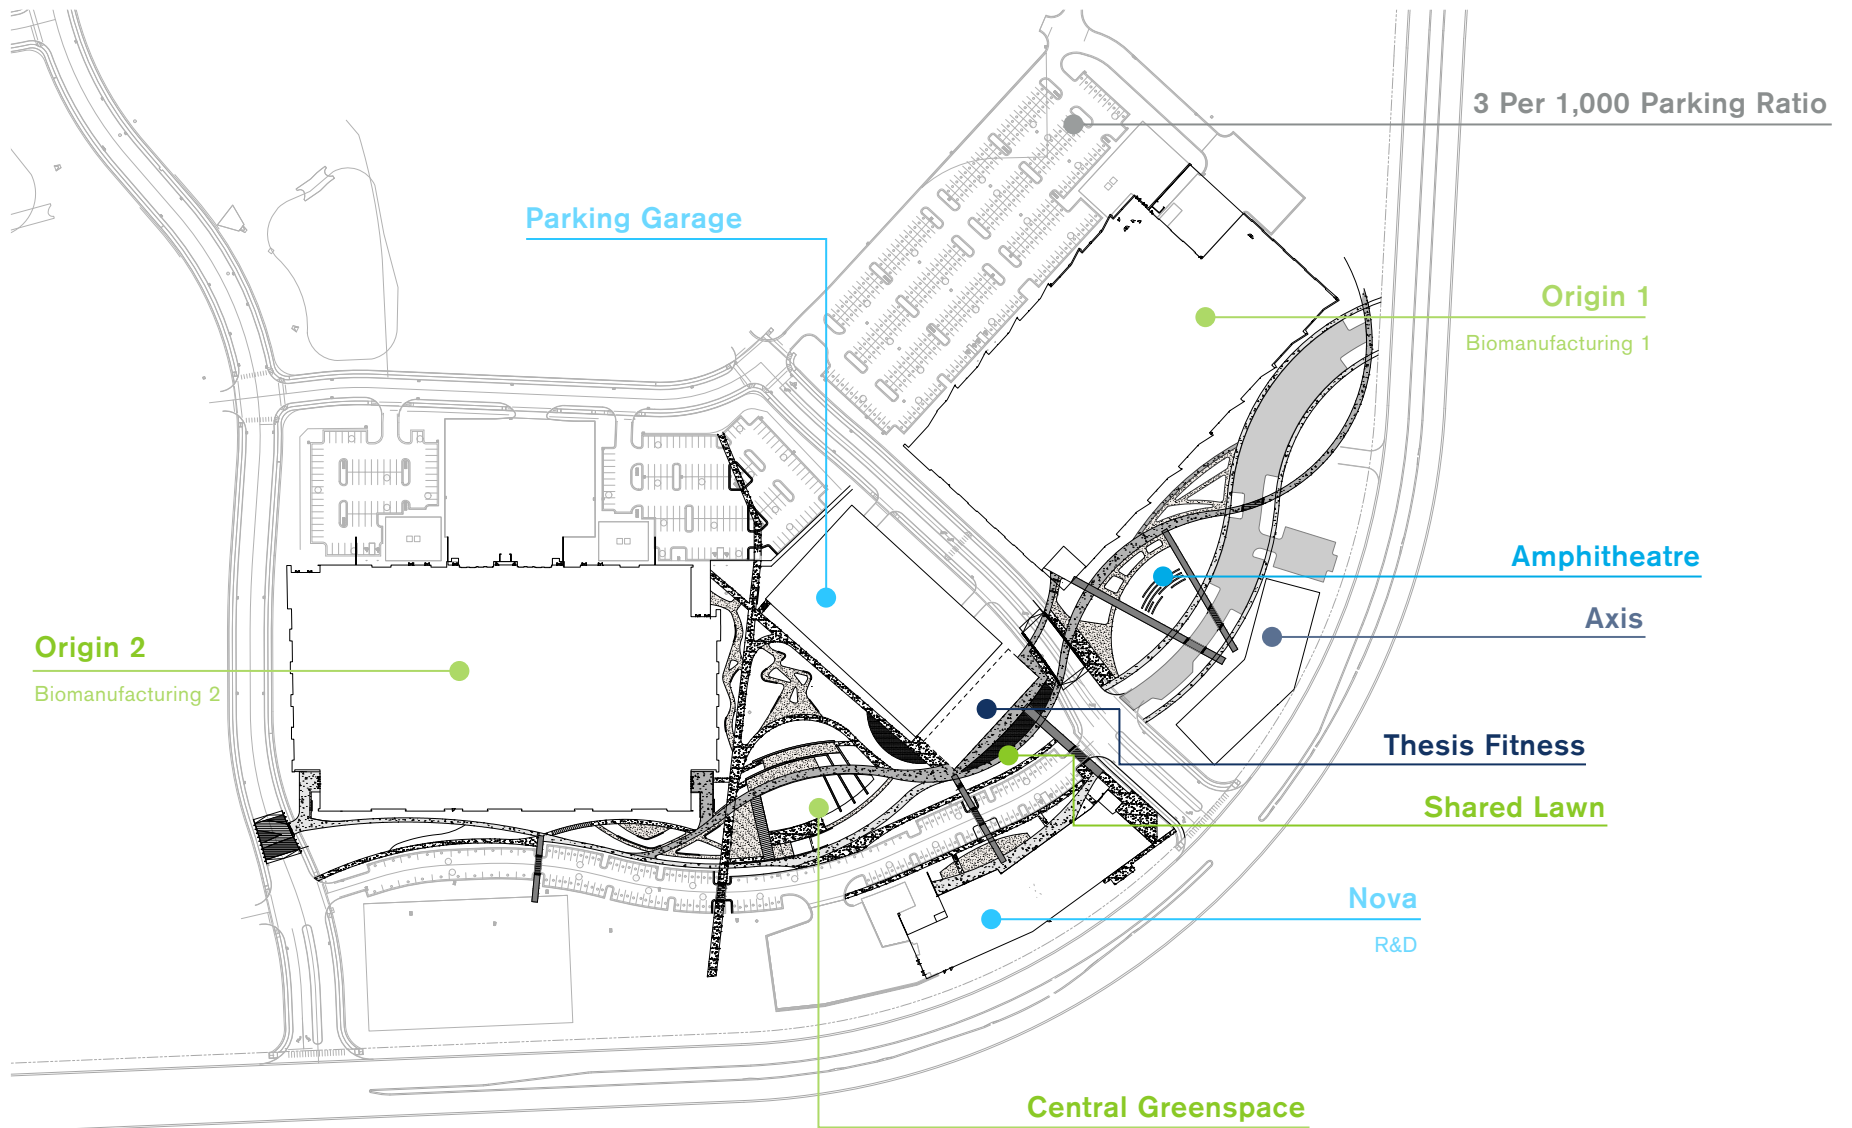 3 Per 1,000 Parking Ratio
Parking Garage
Origin 1
Biomanufacturing 1
Amphitheatre
Axis
Origin 2
Biomanufacturing 2
Thesis Fitness
Shared Lawn
Nova
R&D
Central Greenspace